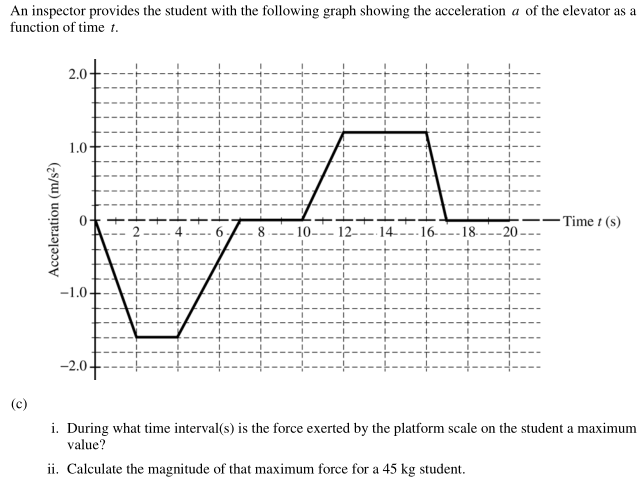 An inspector provides the student with the following graph showing the acceleration a of the elevator as a
function of time t.
2.0
1.0
0
−1.0
−2.0
Acceleration (m/s²)
2 4 6 8 10 12 14 16 18 20
Time t (s)
(c)
i. During what time interval(s) is the force exerted by the platform scale on the student a maximum
value?
ii. Calculate the magnitude of that maximum force for a 45 kg student.